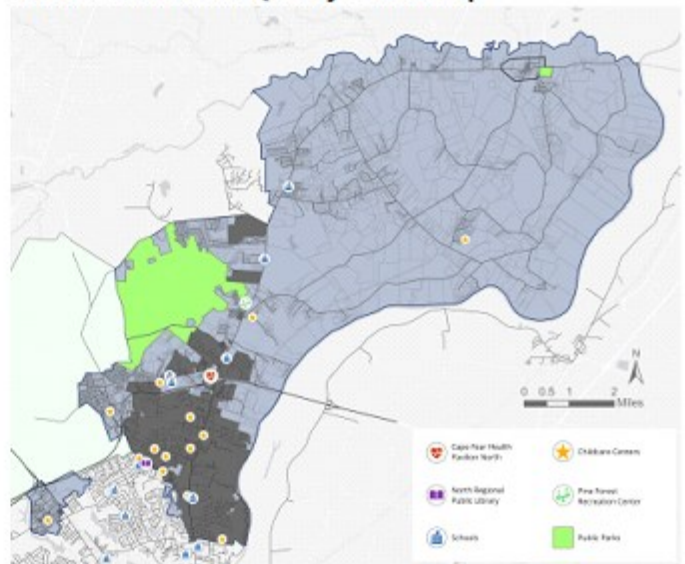 N
0 0.5 1 2
Miles
Cape Fear Health
Pavilion North
Childcare Centers
North Regional
Public Library
Pine Forest
Recreation Center
Schools
Public Parks